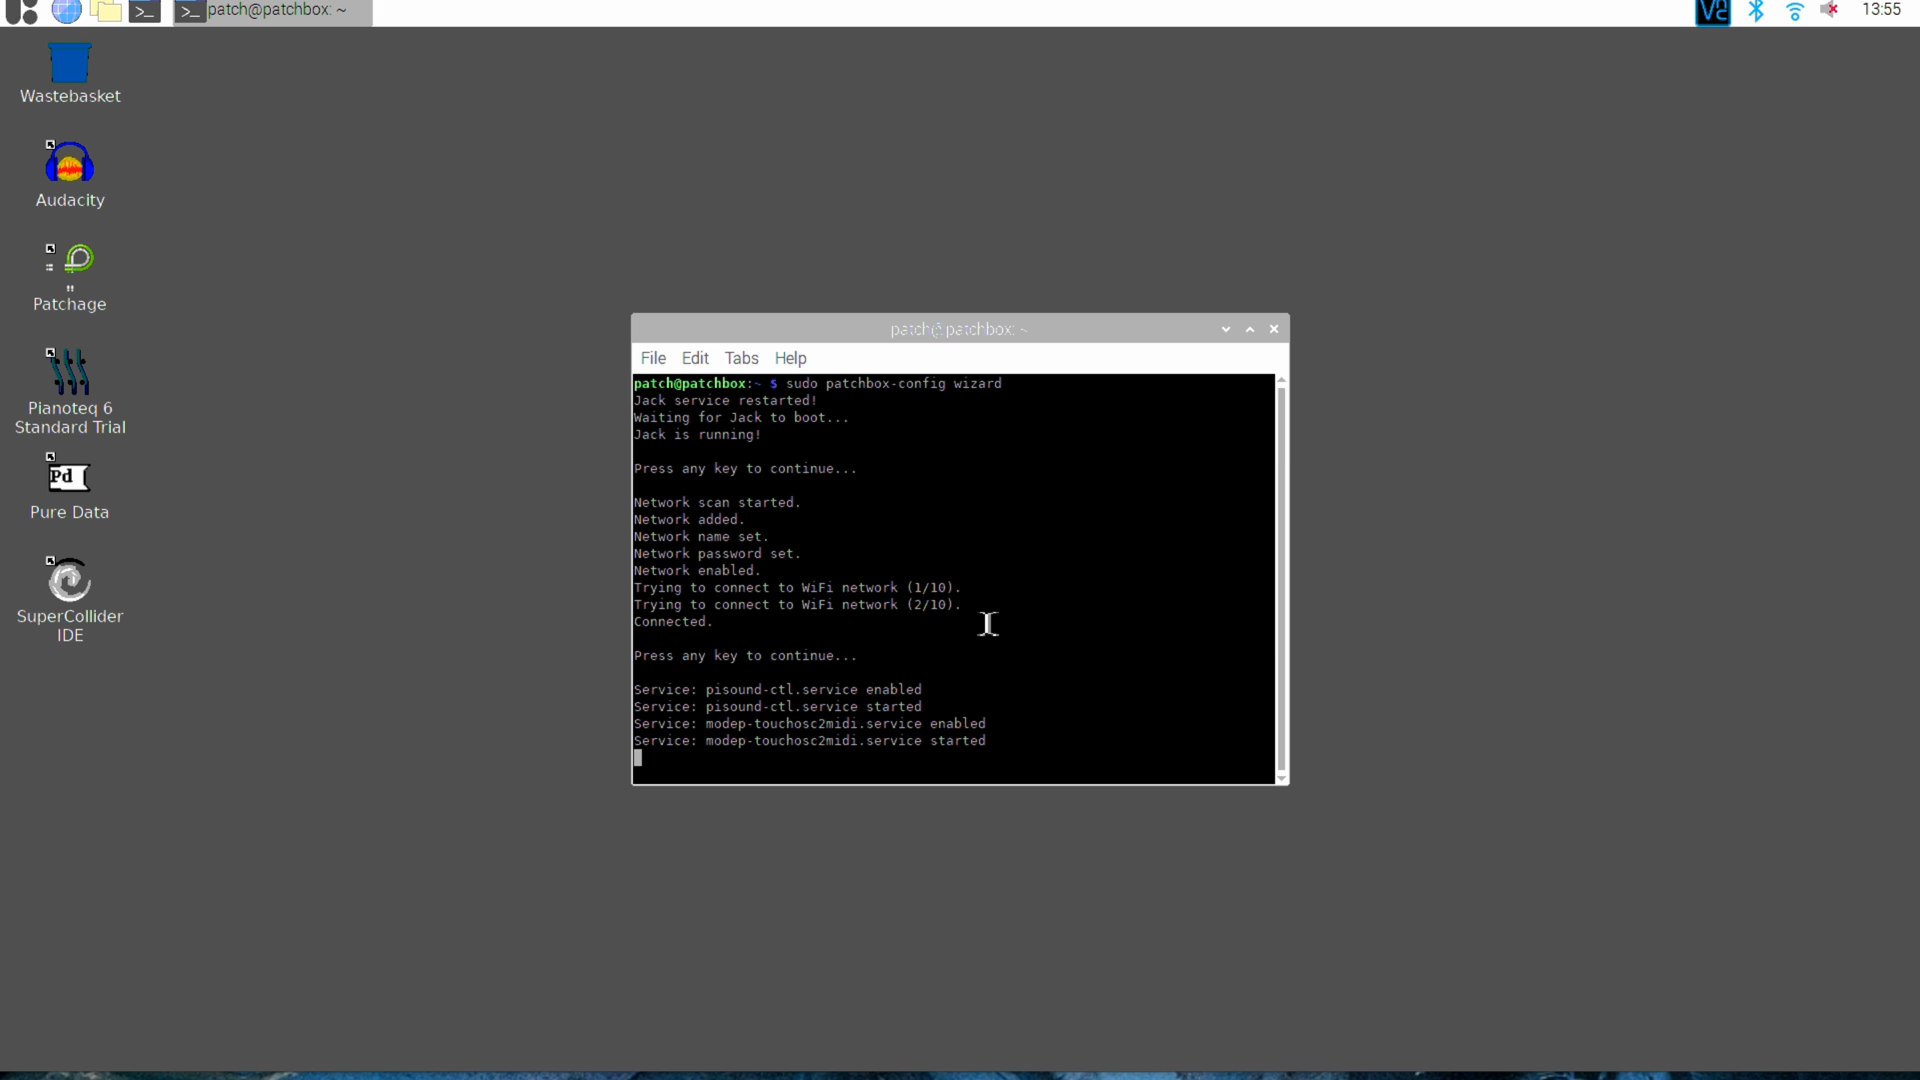 patch@patchbox: ~
13:55
Wastebasket
Audacity
Patchage
Pianoteq 6
Standard Trial
Pd
Pure Data
SuperCollider
IDE
patch@patchbox: ~
File Edit Tabs Help
patch@patchbox:~ $ sudo patchbox-config wizard
Jack service restarted!
Waiting for Jack to boot...
Jack is running!
Press any key to continue...
Network scan started.
Network added.
Network name set.
Network password set.
Network enabled.
Trying to connect to WiFi network (1/10).
Trying to connect to WiFi network (2/10).
Connected.
Press any key to continue...
Service: pisound-ctl.service enabled
Service: pisound-ctl.service started
Service: modep-touchosc2midi.service enabled
Service: modep-touchosc2midi.service started